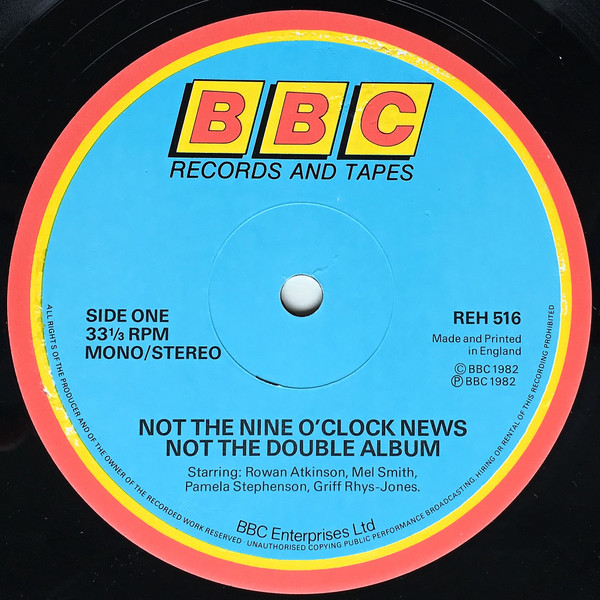 BBC
RECORDS AND TAPES
SIDE ONE
33⅓ RPM
MONO/STEREO
REH 516
Made and Printed
in England
© BBC 1982
℗ BBC 1982
NOT THE NINE O'CLOCK NEWS
NOT THE DOUBLE ALBUM
Starring: Rowan Atkinson, Mel Smith,
Pamela Stephenson, Griff Rhys-Jones.
BBC Enterprises Ltd
ALL RIGHTS OF THE PRODUCER AND OF THE OWNER OF THE RECORDED WORK RESERVED · UNAUTHORISED COPYING PUBLIC PERFORMANCE BROADCASTING, HIRING OR RENTAL OF THIS RECORDING PROHIBITED